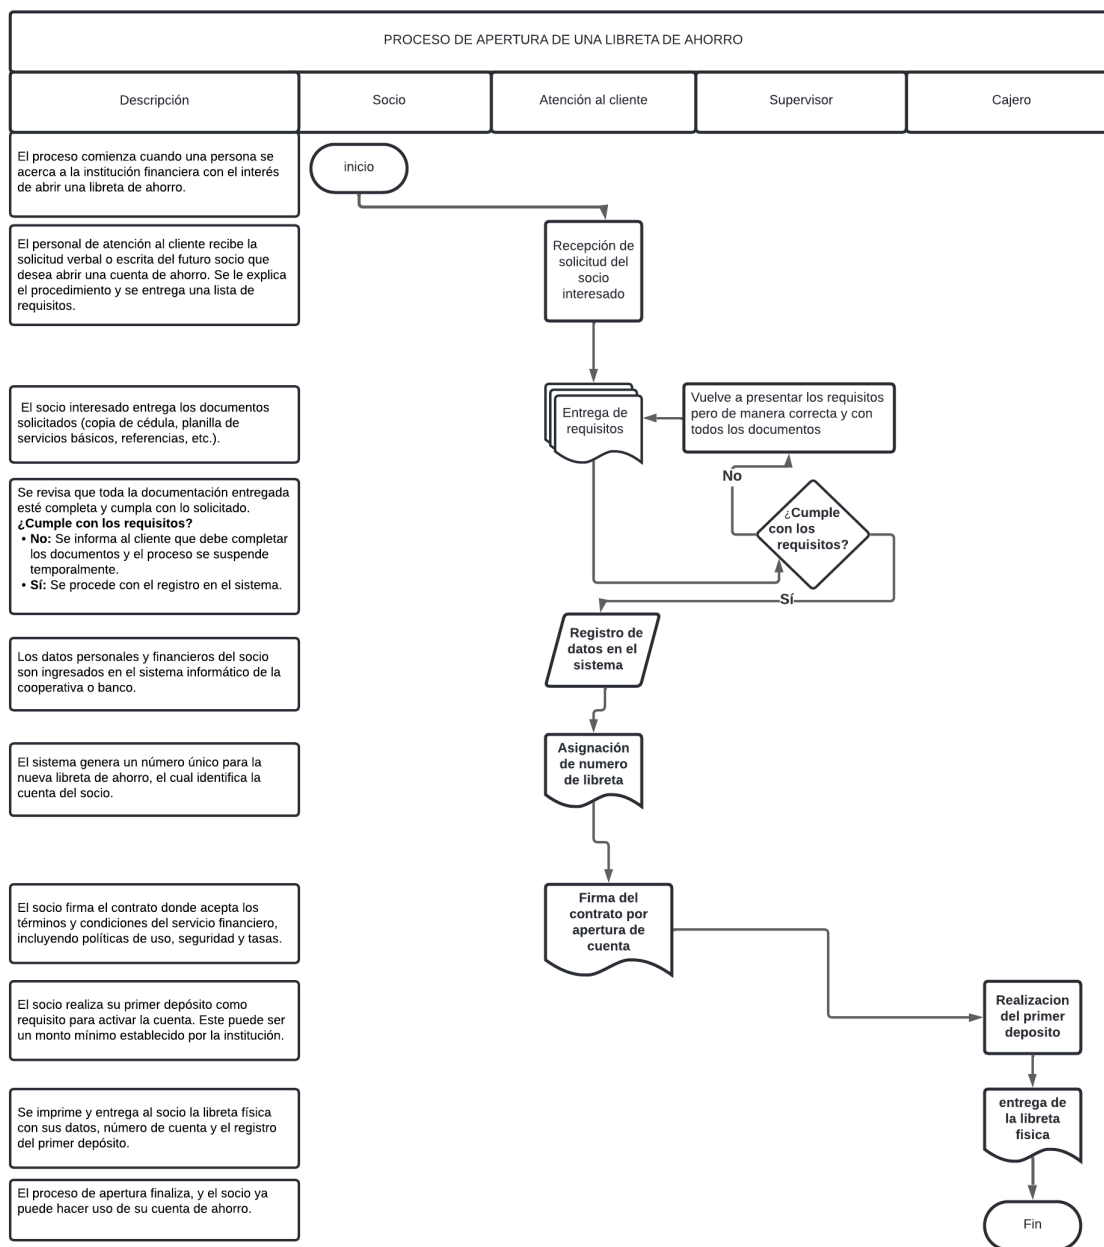 PROCESO DE APERTURA DE UNA LIBRETA DE AHORRO
Descripción
Socio
Atención al cliente
Supervisor
Cajero
El proceso comienza cuando una persona se
acerca a la institución financiera con el interés
de abrir una libreta de ahorro.
inicio
El personal de atención al cliente recibe la
solicitud verbal o escrita del futuro socio que
desea abrir una cuenta de ahorro. Se le explica
el procedimiento y se entrega una lista de
requisitos.
Recepción de
solicitud del
socio
interesado
El socio interesado entrega los documentos
solicitados (copia de cédula, planilla de
servicios básicos, referencias, etc.).
Entrega de
requisitos
Vuelve a presentar los requisitos
pero de manera correcta y con
todos los documentos
Se revisa que toda la documentación entregada
esté completa y cumpla con lo solicitado.
¿Cumple con los requisitos?
• No: Se informa al cliente que debe completar
los documentos y el proceso se suspende
temporalmente.
• Sí: Se procede con el registro en el sistema.
No
¿Cumple
con los
requisitos?
Sí
Los datos personales y financieros del socio
son ingresados en el sistema informático de la
cooperativa o banco.
Registro de
datos en el
sistema
El sistema genera un número único para la
nueva libreta de ahorro, el cual identifica la
cuenta del socio.
Asignación
de numero
de libreta
El socio firma el contrato donde acepta los
términos y condiciones del servicio financiero,
incluyendo políticas de uso, seguridad y tasas.
Firma del
contrato por
apertura de
cuenta
El socio realiza su primer depósito como
requisito para activar la cuenta. Este puede ser
un monto mínimo establecido por la institución.
Realizacion
del primer
deposito
Se imprime y entrega al socio la libreta física
con sus datos, número de cuenta y el registro
del primer depósito.
entrega de
la libreta
fisica
El proceso de apertura finaliza, y el socio ya
puede hacer uso de su cuenta de ahorro.
Fin